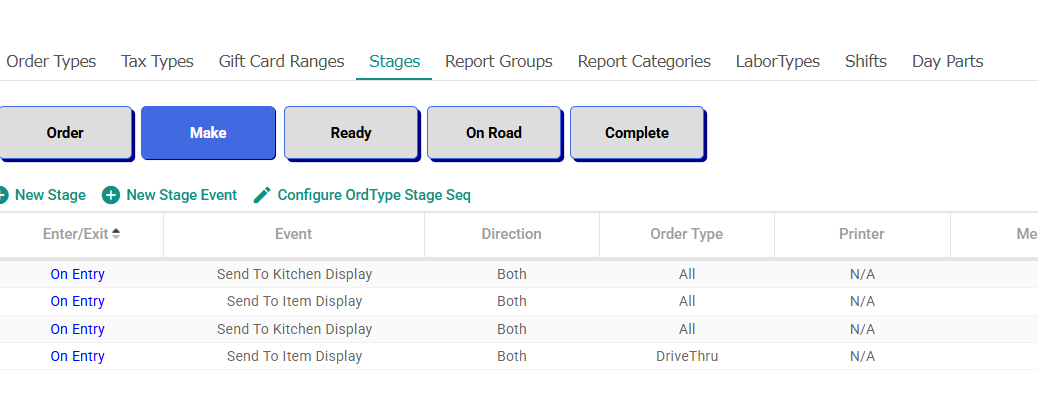 Order Types Tax Types Gift Card Ranges Stages Report Groups Report Categories LaborTypes Shifts Day Parts
Order Make Ready On Road Complete
New Stage New Stage Event Configure OrdType Stage Seq
Enter/Exit Event Direction Order Type Printer Me
On Entry Send To Kitchen Display Both All N/A
On Entry Send To Item Display Both All N/A
On Entry Send To Kitchen Display Both All N/A
On Entry Send To Item Display Both DriveThru N/A